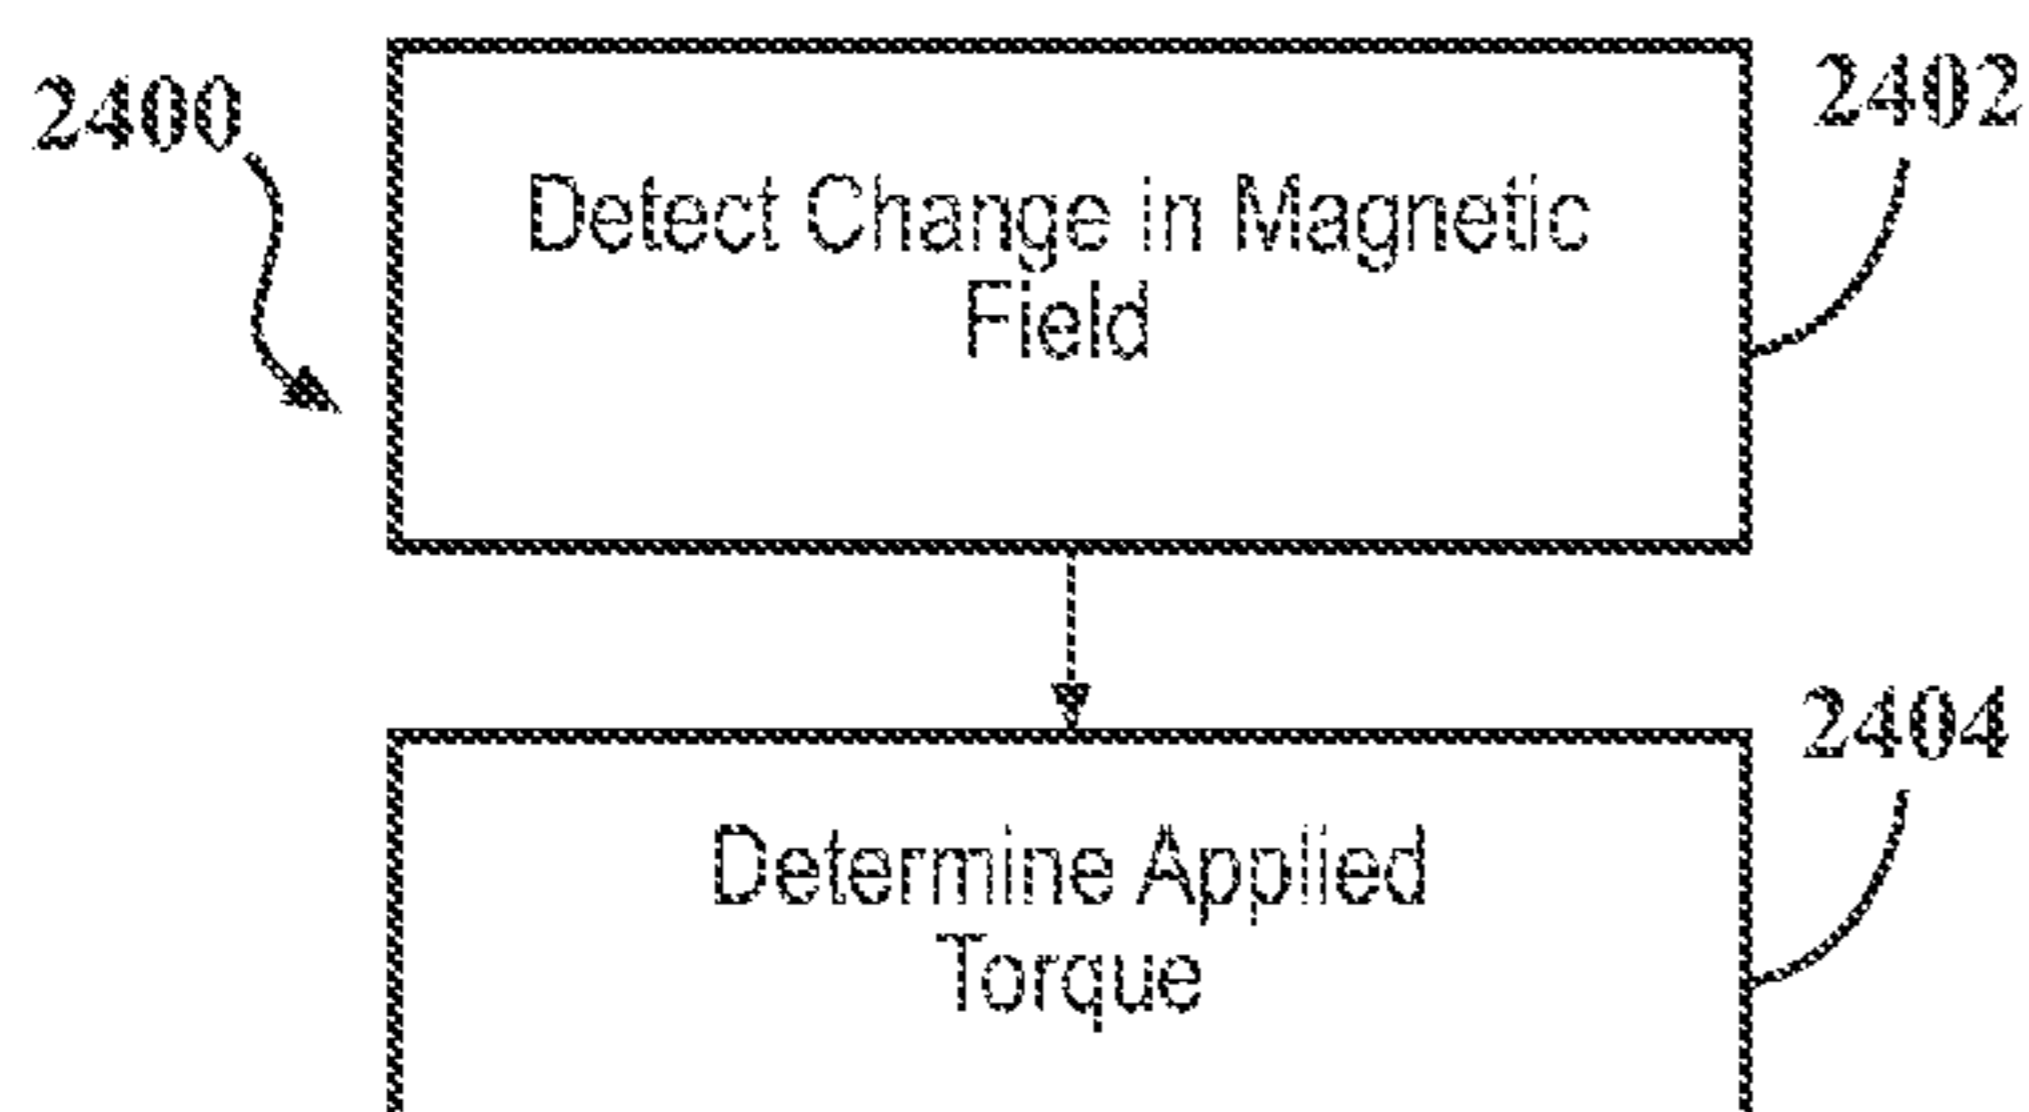 2400
2402
Detect Change in Magnetic
Field
2404
Determine Applied
Torque